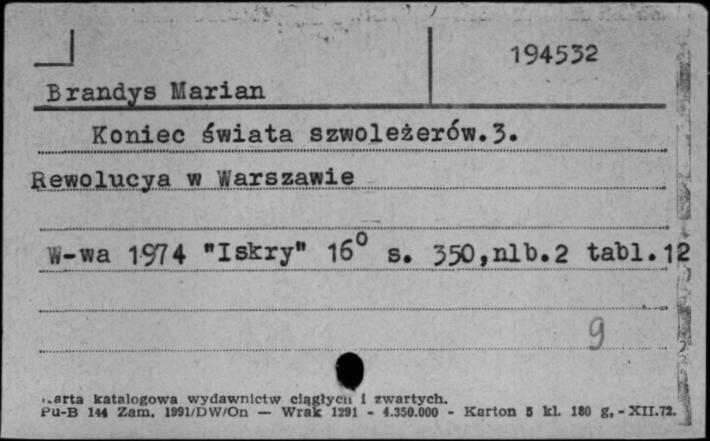 194532
Brandys Marian
Koniec świata szwoleżerów.3.
Rewolucya w Warszawie
W-wa 1974 "Iskry" 16° s. 350,nlb.2 tabl.12
9
Karta katalogowa wydawnictw ciągłych i zwartych.
Pu-B 144 Zam. 1991/DW/On — Wrak 1291 - 4.350.000 - Karton 5 kl. 180 g, - XII.72.